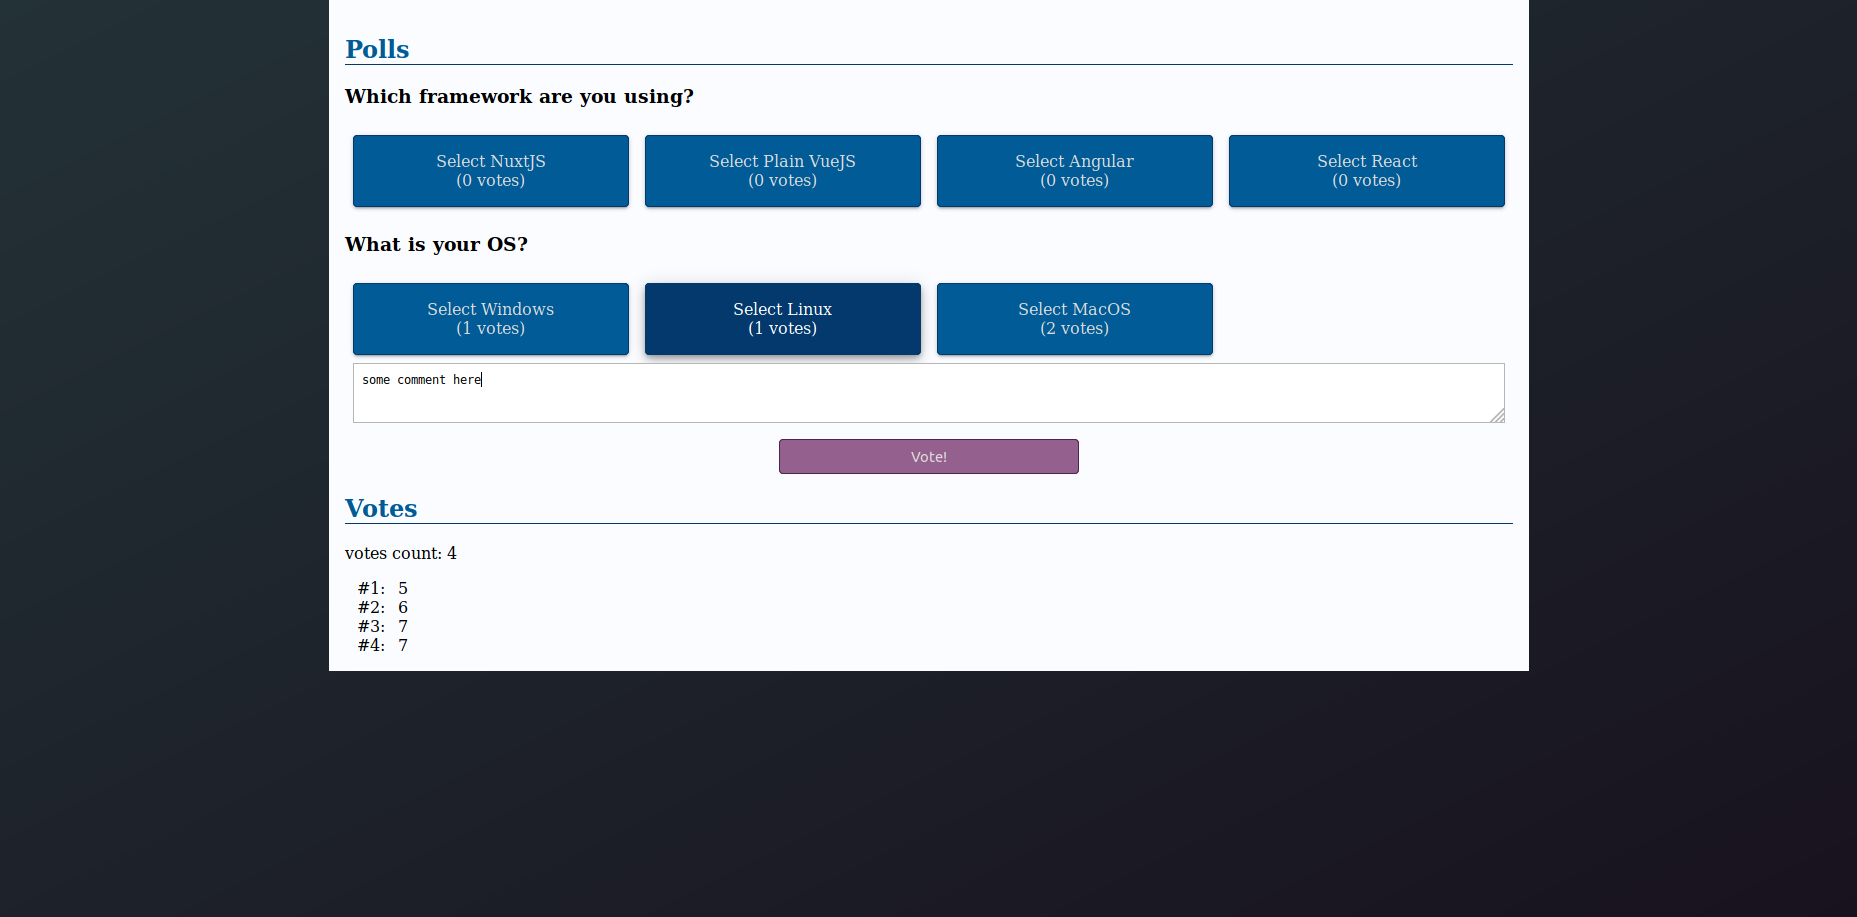 Polls
Which framework are you using?
Select NuxtJS
(0 votes)
Select Plain VueJS
(0 votes)
Select Angular
(0 votes)
Select React
(0 votes)
What is your OS?
Select Windows
(1 votes)
Select Linux
(1 votes)
Select MacOS
(2 votes)
some comment here
Vote!
Votes
votes count: 4
#1: 5
#2: 6
#3: 7
#4: 7